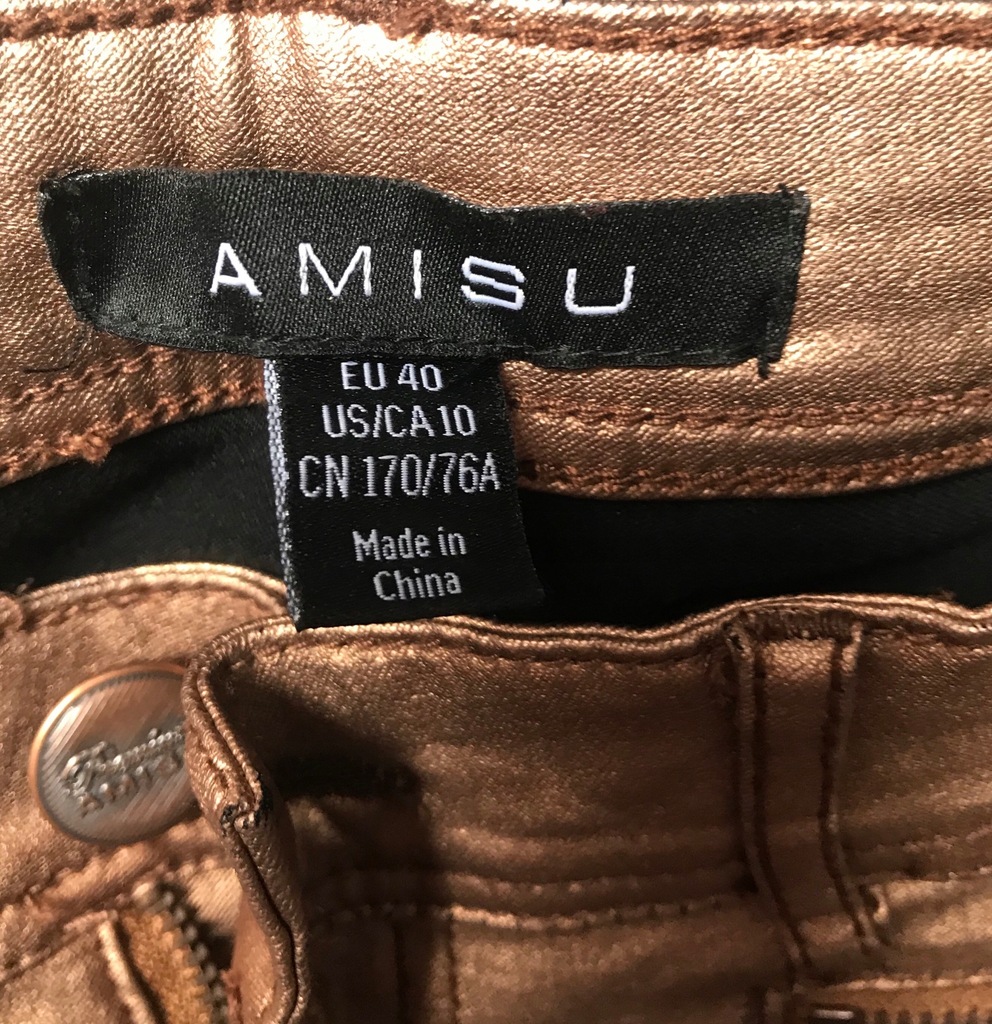 AMISU
EU 40
US/CA 10
CN 170/76A
Made in
China